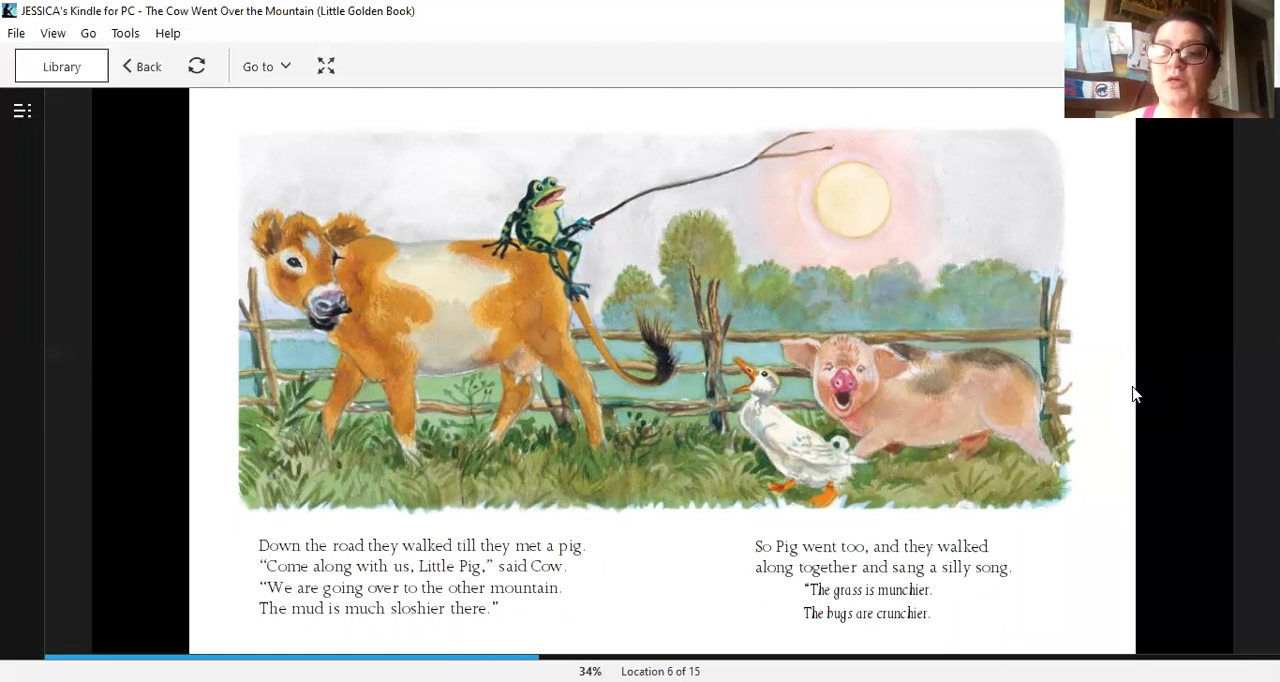 JESSICA's Kindle for PC - The Cow Went Over the Mountain (Little Golden Book)
File View Go Tools Help
Library Back Go to
Down the road they walked till they met a pig.
"Come along with us, Little Pig," said Cow.
"We are going over to the other mountain.
The mud is much sloshier there."
So Pig went too, and they walked
along together and sang a silly song.
"The grass is munchier.
The bugs are crunchier.
34% Location 6 of 15